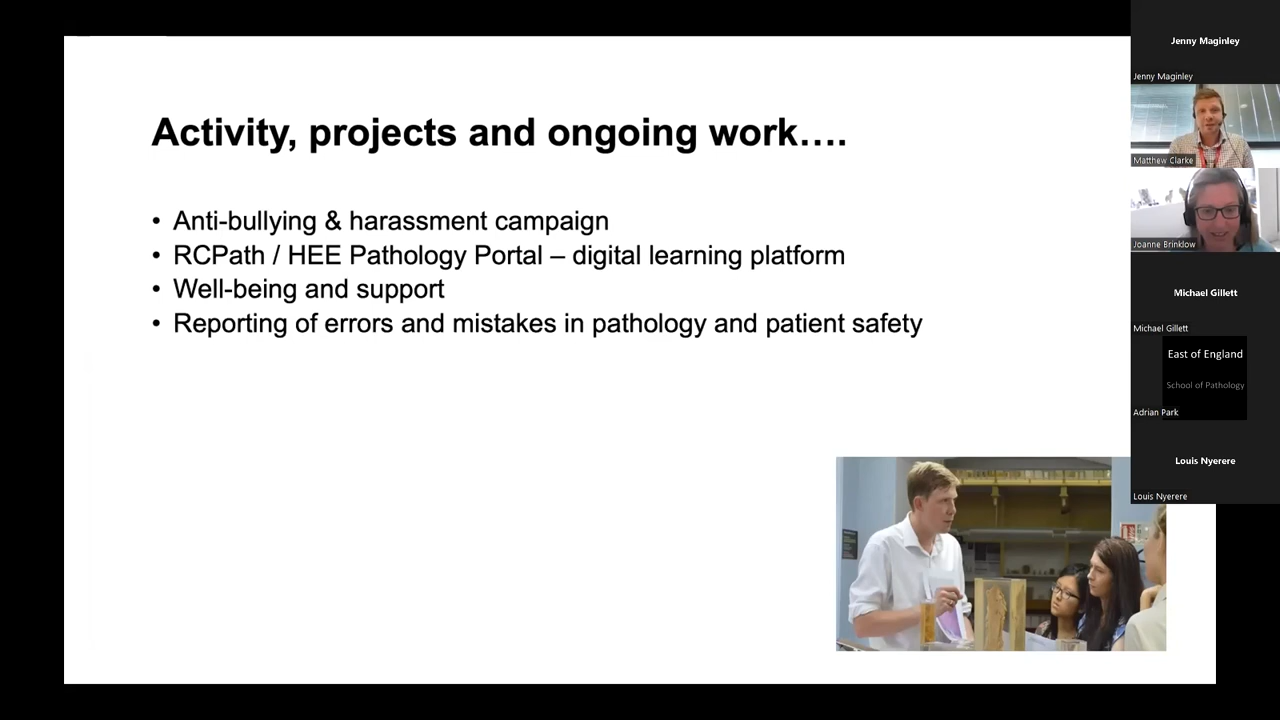 Activity, projects and ongoing work….
• Anti-bullying & harassment campaign
• RCPath / HEE Pathology Portal – digital learning platform
• Well-being and support
• Reporting of errors and mistakes in pathology and patient safety
Jenny Maginley
Jenny Maginley
Matthew Clarke
Joanne Brinklow
Michael Gillett
Michael Gillett
East of England
School of Pathology
Adrian Park
Louis Nyerere
Louis Nyerere